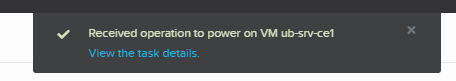 Received operation to power on VM ub-srv-ce1
View the task details.